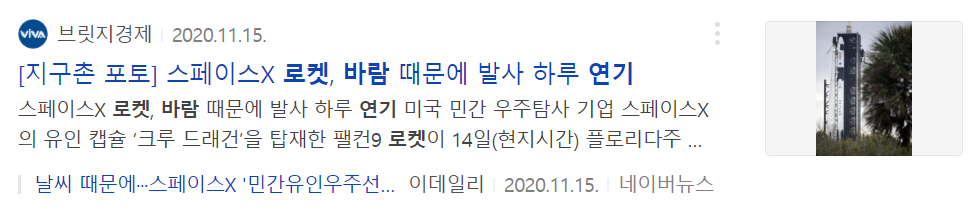 VIVA 브릿지경제 2020.11.15.
[지구촌 포토] 스페이스X 로켓, 바람 때문에 발사 하루 연기
스페이스X 로켓, 바람 때문에 발사 하루 연기 미국 민간 우주탐사 기업 스페이스X
의 유인 캡슐 ‘크루 드래건’을 탑재한 팰컨9 로켓이 14일(현지시간) 플로리다주 ...
날씨 때문에…스페이스X '민간유인우주선... 이데일리 2020.11.15. 네이버뉴스